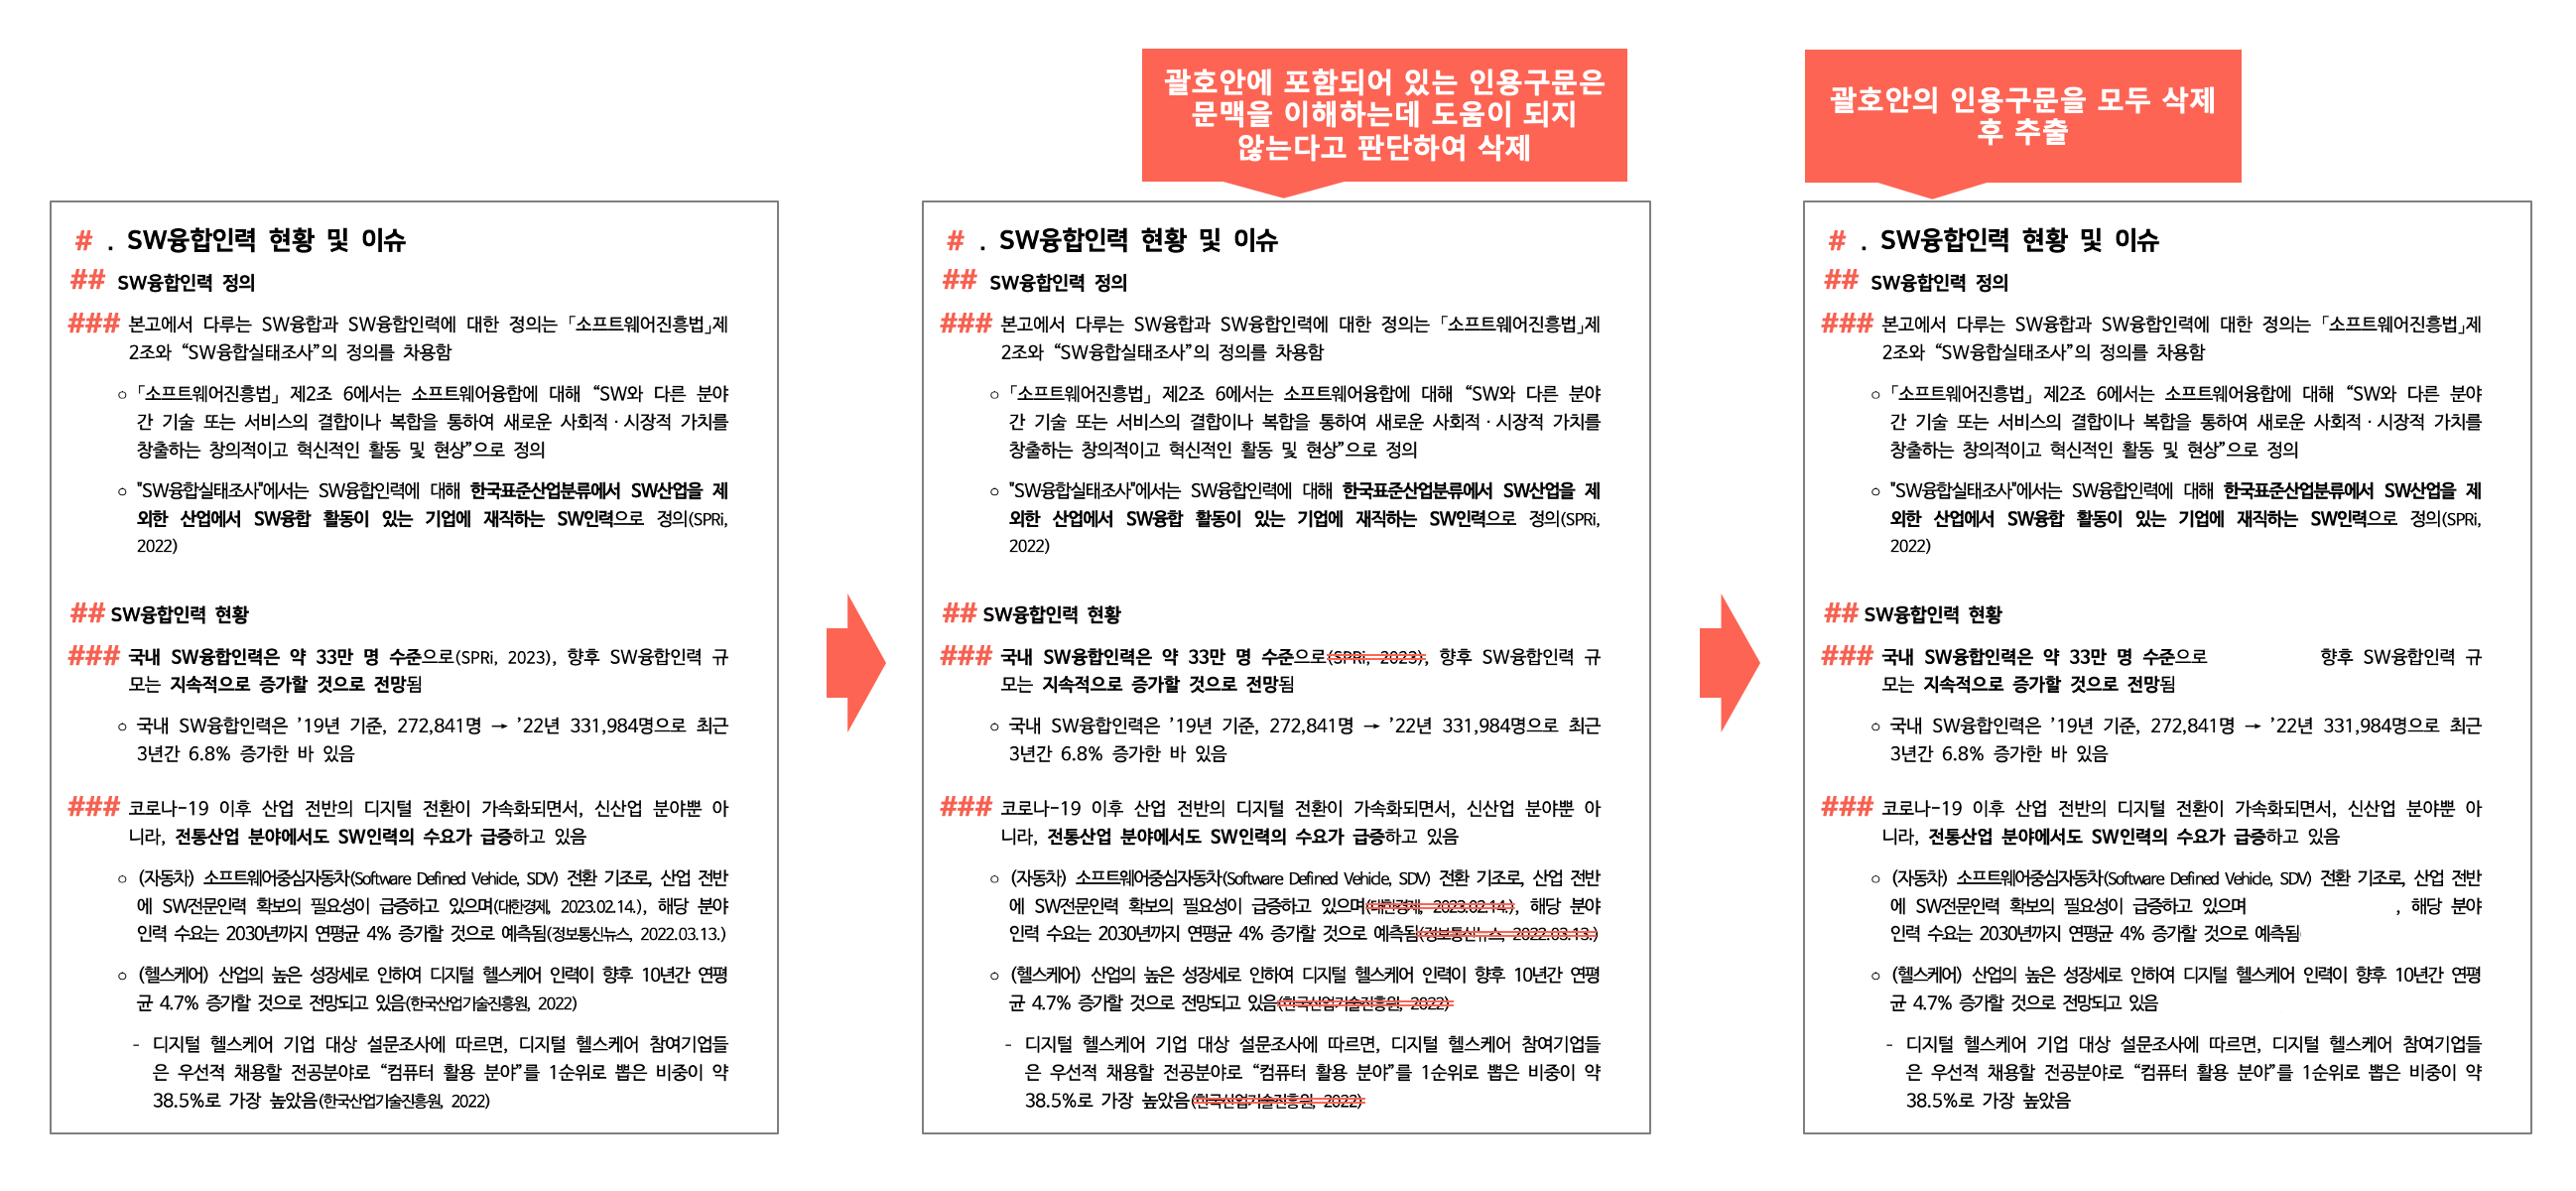 괄호안에 포함되어 있는 인용구문은
문맥을 이해하는데 도움이 되지
않는다고 판단하여 삭제
괄호안의 인용구문을 모두 삭제
후 추출
# . SW융합인력 현황 및 이슈
## SW융합인력 정의
### 본고에서 다루는 SW융합과 SW융합인력에 대한 정의는 「소프트웨어진흥법」제
2조와 “SW융합실태조사”의 정의를 차용함
○ 「소프트웨어진흥법」 제2조 6에서는 소프트웨어융합에 대해 “SW와 다른 분야
간 기술 또는 서비스의 결합이나 복합을 통하여 새로운 사회적·시장적 가치를
창출하는 창의적이고 혁신적인 활동 및 현상”으로 정의
○ "SW융합실태조사"에서는 SW융합인력에 대해 한국표준산업분류에서 SW산업을 제
외한 산업에서 SW융합 활동이 있는 기업에 재직하는 SW인력으로 정의(SPRi,
2022)
## SW융합인력 현황
### 국내 SW융합인력은 약 33만 명 수준으로(SPRi, 2023), 향후 SW융합인력 규
모는 지속적으로 증가할 것으로 전망됨
○ 국내 SW융합인력은 ’19년 기준, 272,841명 → ’22년 331,984명으로 최근
3년간 6.8% 증가한 바 있음
### 코로나-19 이후 산업 전반의 디지털 전환이 가속화되면서, 신산업 분야뿐 아
니라, 전통산업 분야에서도 SW인력의 수요가 급증하고 있음
○ (자동차) 소프트웨어중심자동차(Software Defined Vehicle, SDV) 전환 기조로, 산업 전반
에 SW전문인력 확보의 필요성이 급증하고 있으며(대한경제, 2023.02.14.), 해당 분야
인력 수요는 2030년까지 연평균 4% 증가할 것으로 예측됨(정보통신뉴스, 2022.03.13.)
○ (헬스케어) 산업의 높은 성장세로 인하여 디지털 헬스케어 인력이 향후 10년간 연평
균 4.7% 증가할 것으로 전망되고 있음(한국산업기술진흥원, 2022)
- 디지털 헬스케어 기업 대상 설문조사에 따르면, 디지털 헬스케어 참여기업들
은 우선적 채용할 전공분야로 “컴퓨터 활용 분야”를 1순위로 뽑은 비중이 약
38.5%로 가장 높았음(한국산업기술진흥원, 2022)
# . SW융합인력 현황 및 이슈
## SW융합인력 정의
### 본고에서 다루는 SW융합과 SW융합인력에 대한 정의는 「소프트웨어진흥법」제
2조와 “SW융합실태조사”의 정의를 차용함
○ 「소프트웨어진흥법」 제2조 6에서는 소프트웨어융합에 대해 “SW와 다른 분야
간 기술 또는 서비스의 결합이나 복합을 통하여 새로운 사회적·시장적 가치를
창출하는 창의적이고 혁신적인 활동 및 현상”으로 정의
○ "SW융합실태조사"에서는 SW융합인력에 대해 한국표준산업분류에서 SW산업을 제
외한 산업에서 SW융합 활동이 있는 기업에 재직하는 SW인력으로 정의(SPRi,
2022)
## SW융합인력 현황
### 국내 SW융합인력은 약 33만 명 수준으로(SPRi, 2023), 향후 SW융합인력 규
모는 지속적으로 증가할 것으로 전망됨
○ 국내 SW융합인력은 ’19년 기준, 272,841명 → ’22년 331,984명으로 최근
3년간 6.8% 증가한 바 있음
### 코로나-19 이후 산업 전반의 디지털 전환이 가속화되면서, 신산업 분야뿐 아
니라, 전통산업 분야에서도 SW인력의 수요가 급증하고 있음
○ (자동차) 소프트웨어중심자동차(Software Defined Vehicle, SDV) 전환 기조로, 산업 전반
에 SW전문인력 확보의 필요성이 급증하고 있으며(대한경제, 2023.02.14.), 해당 분야
인력 수요는 2030년까지 연평균 4% 증가할 것으로 예측됨(정보통신뉴스, 2022.03.13.)
○ (헬스케어) 산업의 높은 성장세로 인하여 디지털 헬스케어 인력이 향후 10년간 연평
균 4.7% 증가할 것으로 전망되고 있음(한국산업기술진흥원, 2022)
- 디지털 헬스케어 기업 대상 설문조사에 따르면, 디지털 헬스케어 참여기업들
은 우선적 채용할 전공분야로 “컴퓨터 활용 분야”를 1순위로 뽑은 비중이 약
38.5%로 가장 높았음(한국산업기술진흥원, 2022)
# . SW융합인력 현황 및 이슈
## SW융합인력 정의
### 본고에서 다루는 SW융합과 SW융합인력에 대한 정의는 「소프트웨어진흥법」제
2조와 “SW융합실태조사”의 정의를 차용함
○ 「소프트웨어진흥법」 제2조 6에서는 소프트웨어융합에 대해 “SW와 다른 분야
간 기술 또는 서비스의 결합이나 복합을 통하여 새로운 사회적·시장적 가치를
창출하는 창의적이고 혁신적인 활동 및 현상”으로 정의
○ "SW융합실태조사"에서는 SW융합인력에 대해 한국표준산업분류에서 SW산업을 제
외한 산업에서 SW융합 활동이 있는 기업에 재직하는 SW인력으로 정의(SPRi,
2022)
## SW융합인력 현황
### 국내 SW융합인력은 약 33만 명 수준으로 향후 SW융합인력 규
모는 지속적으로 증가할 것으로 전망됨
○ 국내 SW융합인력은 ’19년 기준, 272,841명 → ’22년 331,984명으로 최근
3년간 6.8% 증가한 바 있음
### 코로나-19 이후 산업 전반의 디지털 전환이 가속화되면서, 신산업 분야뿐 아
니라, 전통산업 분야에서도 SW인력의 수요가 급증하고 있음
○ (자동차) 소프트웨어중심자동차(Software Defined Vehicle, SDV) 전환 기조로, 산업 전반
에 SW전문인력 확보의 필요성이 급증하고 있으며 , 해당 분야
인력 수요는 2030년까지 연평균 4% 증가할 것으로 예측됨
○ (헬스케어) 산업의 높은 성장세로 인하여 디지털 헬스케어 인력이 향후 10년간 연평
균 4.7% 증가할 것으로 전망되고 있음
- 디지털 헬스케어 기업 대상 설문조사에 따르면, 디지털 헬스케어 참여기업들
은 우선적 채용할 전공분야로 “컴퓨터 활용 분야”를 1순위로 뽑은 비중이 약
38.5%로 가장 높았음